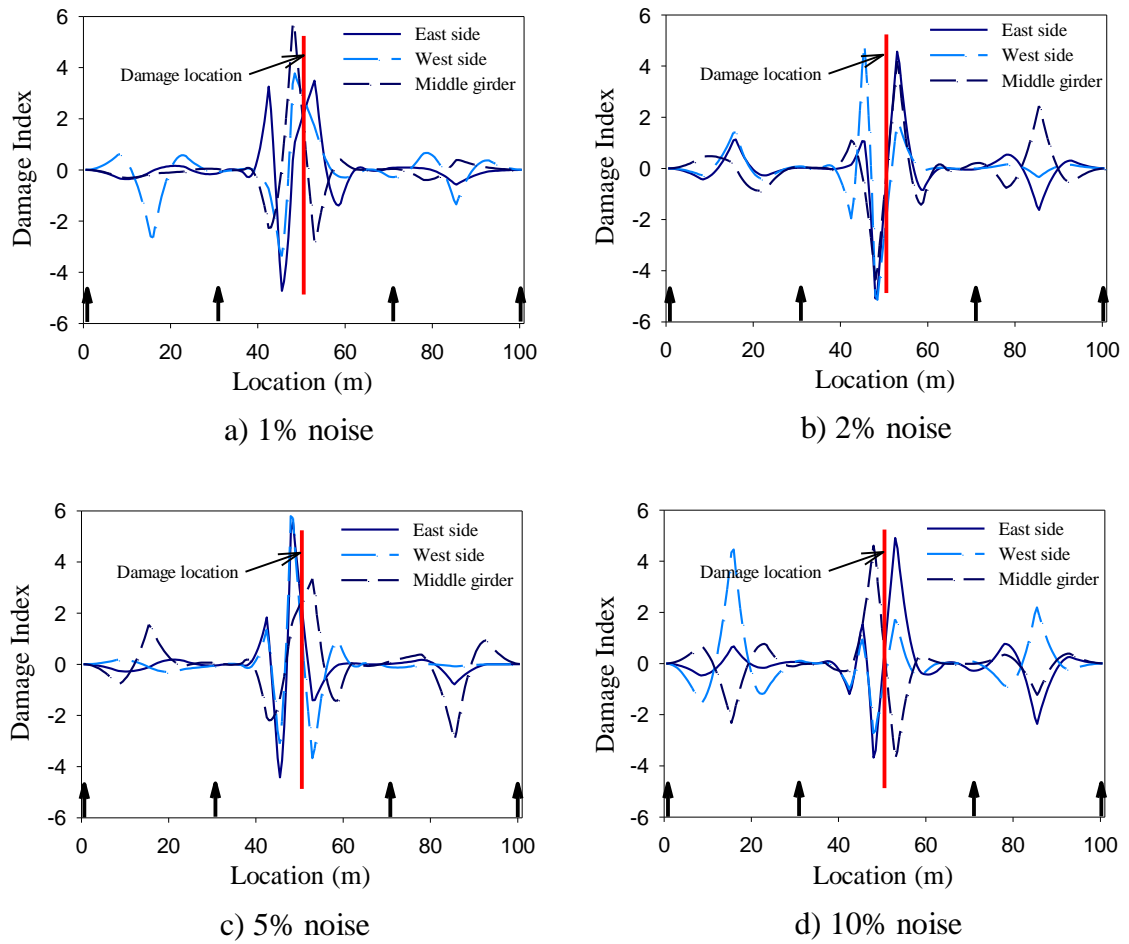 6
4
2
0
-2
-4
-6
Damage Index
East side
West side
Middle girder
Damage location
0 20 40 60 80 100
Location (m)
a) 1% noise
6
4
2
0
-2
-4
-6
Damage Index
East side
West side
Middle girder
Damage location
0 20 40 60 80 100
Location (m)
b) 2% noise
6
4
2
0
-2
-4
-6
Damage Index
East side
West side
Middle girder
Damage location
0 20 40 60 80 100
Location (m)
c) 5% noise
6
4
2
0
-2
-4
-6
Damage Index
East side
West side
Middle girder
Damage location
0 20 40 60 80 100
Location (m)
d) 10% noise